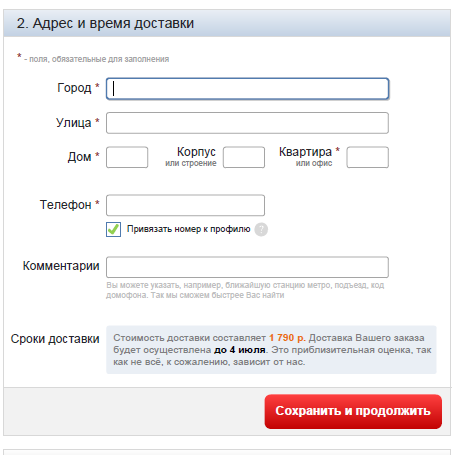 2. Адрес и время доставки
* - поля, обязательные для заполнения
Город *
Улица *
Дом * Корпус Квартира *
или строение или офис
Телефон *
Привязать номер к профилю ?
Комментарии
Вы можете указать, например, ближайшую станцию метро, подъезд, код
домофона. Так мы сможем быстрее Вас найти
Сроки доставки
Стоимость доставки составляет 1 790 р. Доставка Вашего заказа
будет осуществлена до 4 июля. Это приблизительная оценка, так
как не всё, к сожалению, зависит от нас.
Сохранить и продолжить